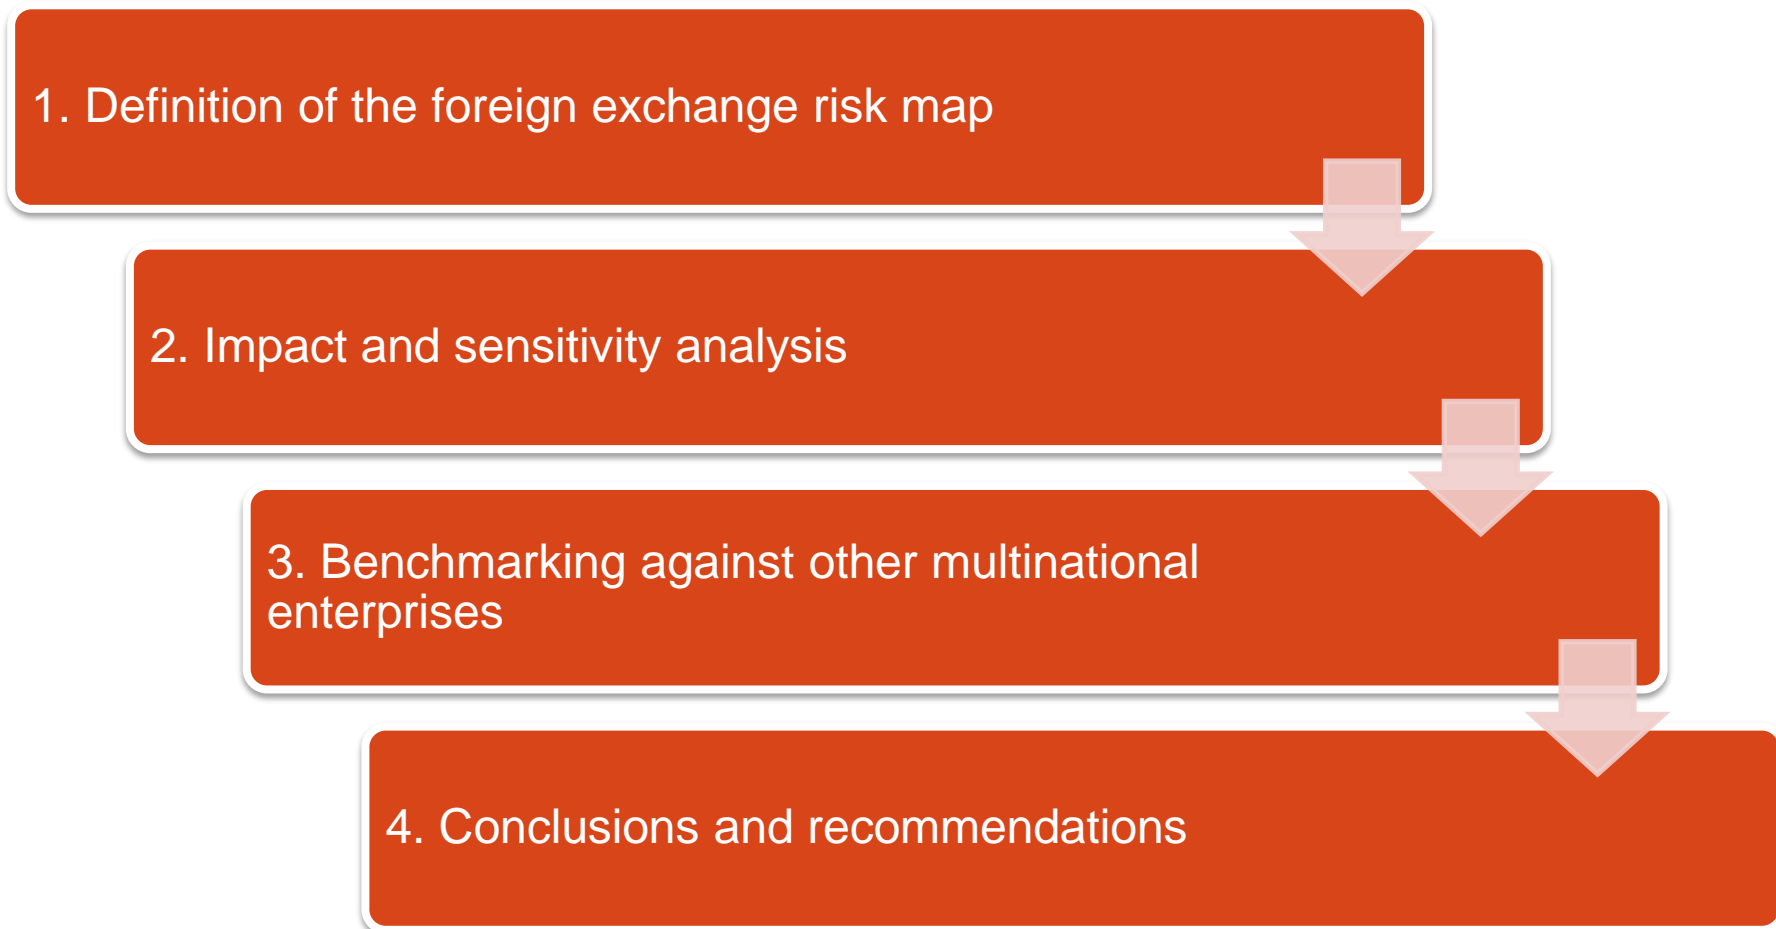 1. Definition of the foreign exchange risk map
2. Impact and sensitivity analysis
3. Benchmarking against other multinational
enterprises
4. Conclusions and recommendations